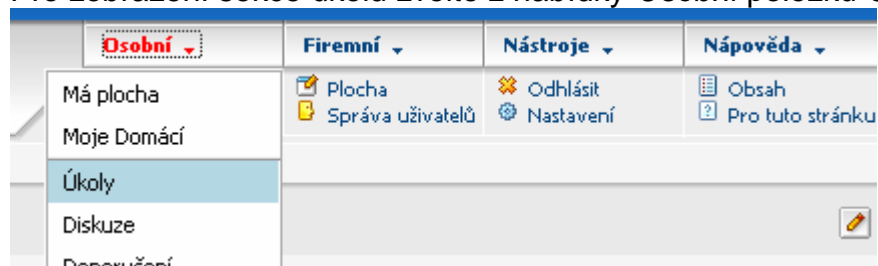 Osobní Firemní Nástroje Nápověda
Má plocha
Moje Domácí
Úkoly
Diskuze
Plocha
Správa uživatelů
Odhlásit
Nastavení
Obsah
Pro tuto stránku